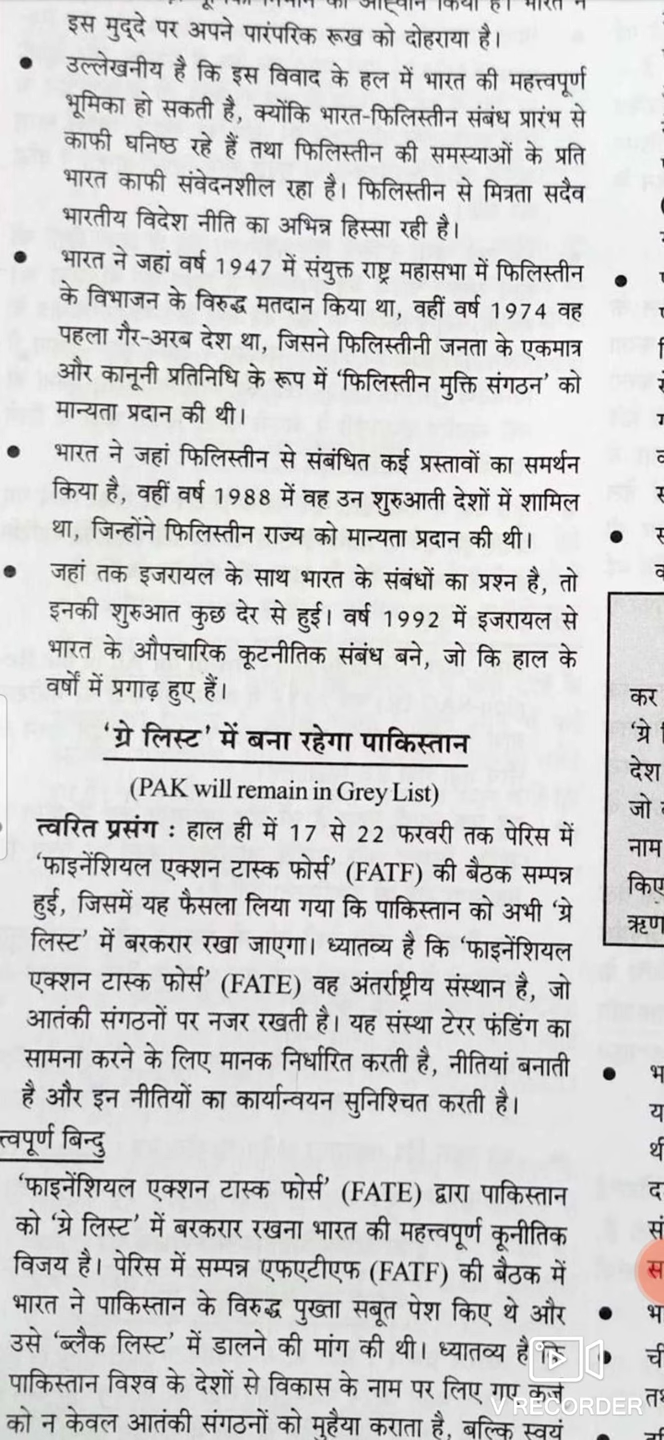 इस मुद्दे पर अपने पारंपरिक रूख को दोहराया है।
• उल्लेखनीय है कि इस विवाद के हल में भारत की महत्त्वपूर्ण
भूमिका हो सकती है, क्योंकि भारत-फिलिस्तीन संबंध प्रारंभ से
काफी घनिष्ठ रहे हैं तथा फिलिस्तीन की समस्याओं के प्रति
भारत काफी संवेदनशील रहा है। फिलिस्तीन से मित्रता सदैव
भारतीय विदेश नीति का अभिन्न हिस्सा रही है।
• भारत ने जहां वर्ष 1947 में संयुक्त राष्ट्र महासभा में फिलिस्तीन
के विभाजन के विरुद्ध मतदान किया था, वहीं वर्ष 1974 वह
पहला गैर-अरब देश था, जिसने फिलिस्तीनी जनता के एकमात्र
और कानूनी प्रतिनिधि के रूप में ‘फिलिस्तीन मुक्ति संगठन’ को
मान्यता प्रदान की थी।
• भारत ने जहां फिलिस्तीन से संबंधित कई प्रस्तावों का समर्थन
किया है, वहीं वर्ष 1988 में वह उन शुरुआती देशों में शामिल
था, जिन्होंने फिलिस्तीन राज्य को मान्यता प्रदान की थी।
• जहां तक इजरायल के साथ भारत के संबंधों का प्रश्न है, तो
इनकी शुरुआत कुछ देर से हुई। वर्ष 1992 में इजरायल से
भारत के औपचारिक कूटनीतिक संबंध बने, जो कि हाल के
वर्षों में प्रगाढ़ हुए हैं।
‘ग्रे लिस्ट’ में बना रहेगा पाकिस्तान
(PAK will remain in Grey List)
त्वरित प्रसंग : हाल ही में 17 से 22 फरवरी तक पेरिस में
‘फाइनेंशियल एक्शन टास्क फोर्स’ (FATF) की बैठक सम्पन्न
हुई, जिसमें यह फैसला लिया गया कि पाकिस्तान को अभी ‘ग्रे
लिस्ट’ में बरकरार रखा जाएगा। ध्यातव्य है कि ‘फाइनेंशियल
एक्शन टास्क फोर्स’ (FATE) वह अंतर्राष्ट्रीय संस्थान है, जो
आतंकी संगठनों पर नजर रखती है। यह संस्था टेरर फंडिंग का
सामना करने के लिए मानक निर्धारित करती है, नीतियां बनाती
है और इन नीतियों का कार्यान्वयन सुनिश्चित करती है।
त्त्वपूर्ण बिन्दु
‘फाइनेंशियल एक्शन टास्क फोर्स’ (FATE) द्वारा पाकिस्तान
को ‘ग्रे लिस्ट’ में बरकरार रखना भारत की महत्त्वपूर्ण कूनीतिक
विजय है। पेरिस में सम्पन्न एफएटीएफ (FATF) की बैठक में
भारत ने पाकिस्तान के विरुद्ध पुख्ता सबूत पेश किए थे और
उसे ‘ब्लैक लिस्ट’ में डालने की मांग की थी। ध्यातव्य है कि
पाकिस्तान विश्व के देशों से विकास के नाम पर लिए गए कर्ज
को न केवल आतंकी संगठनों को मुहैया कराता है, बल्कि स्वयं
कर
‘ग्रे
देश
जो
नाम
किए
ऋण
V RECORDER